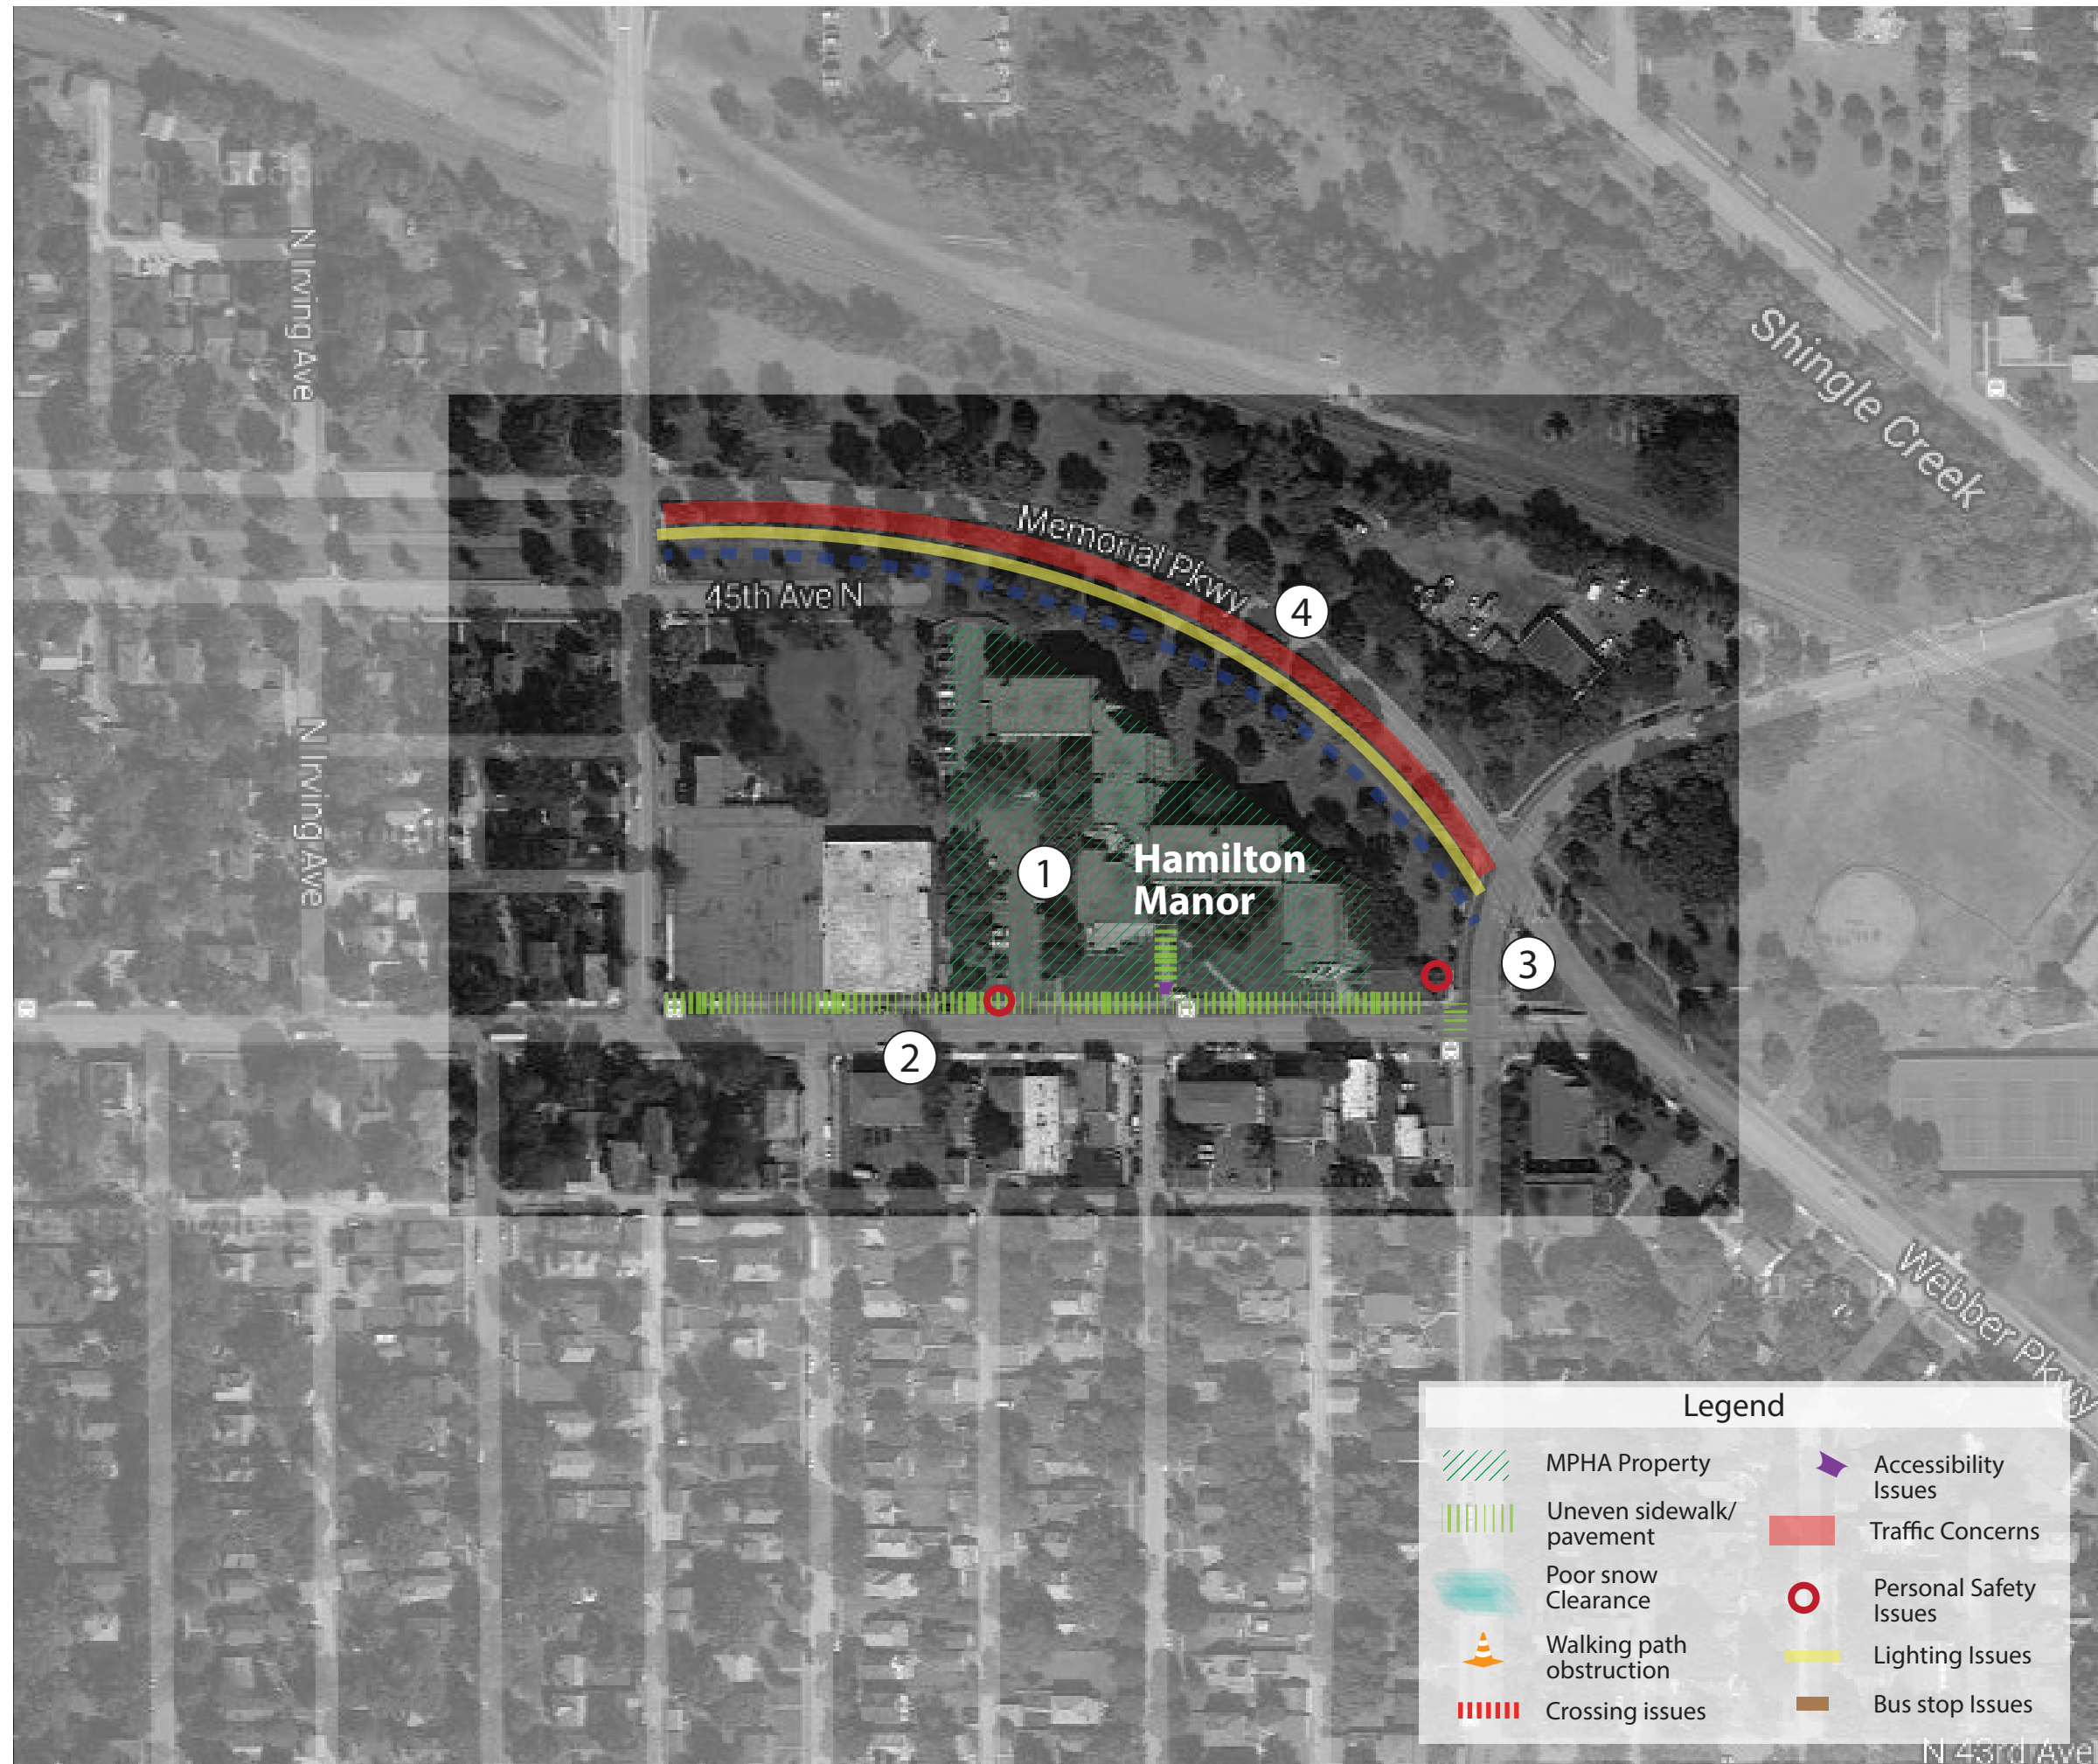 N Irving Ave
Shingle Creek
Memorial Pkwy
45th Ave N
4
N Irving Ave
1
Hamilton
Manor
3
2
Webber Pkwy
Legend
MPHA Property
Uneven sidewalk/
pavement
Poor snow
Clearance
Walking path
obstruction
Crossing issues
Accessibility
Issues
Traffic Concerns
Personal Safety
Issues
Lighting Issues
Bus stop Issues
N 43rd Ave